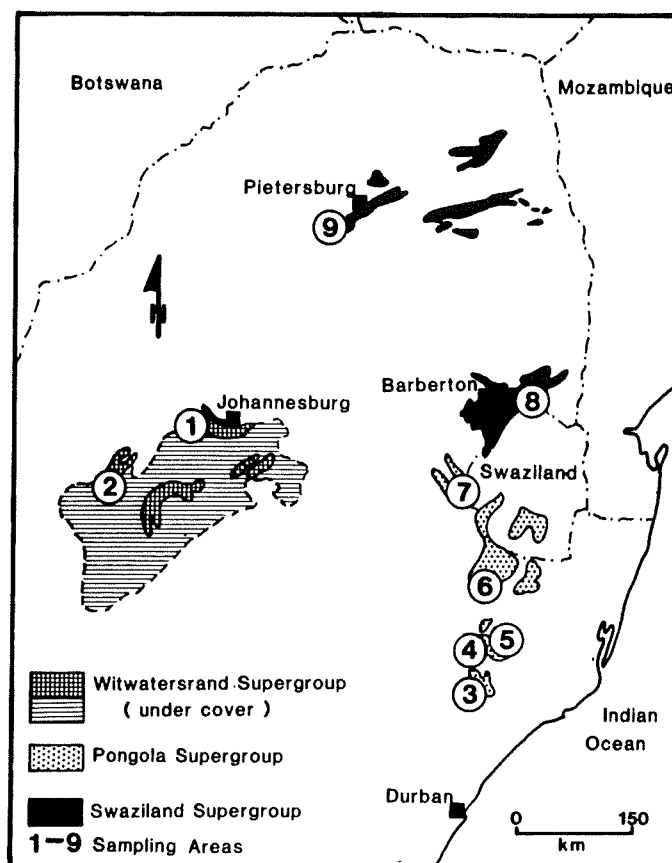 Botswana
Mozambique
Pietersburg
9
N
Barberton
8
Johannesburg
1
Swaziland
2
7
6
5
4
3
Witwatersrand Supergroup
( under cover )
Indian
Ocean
Pongola Supergroup
Durban
Swaziland Supergroup
0 150
km
1–9 Sampling Areas